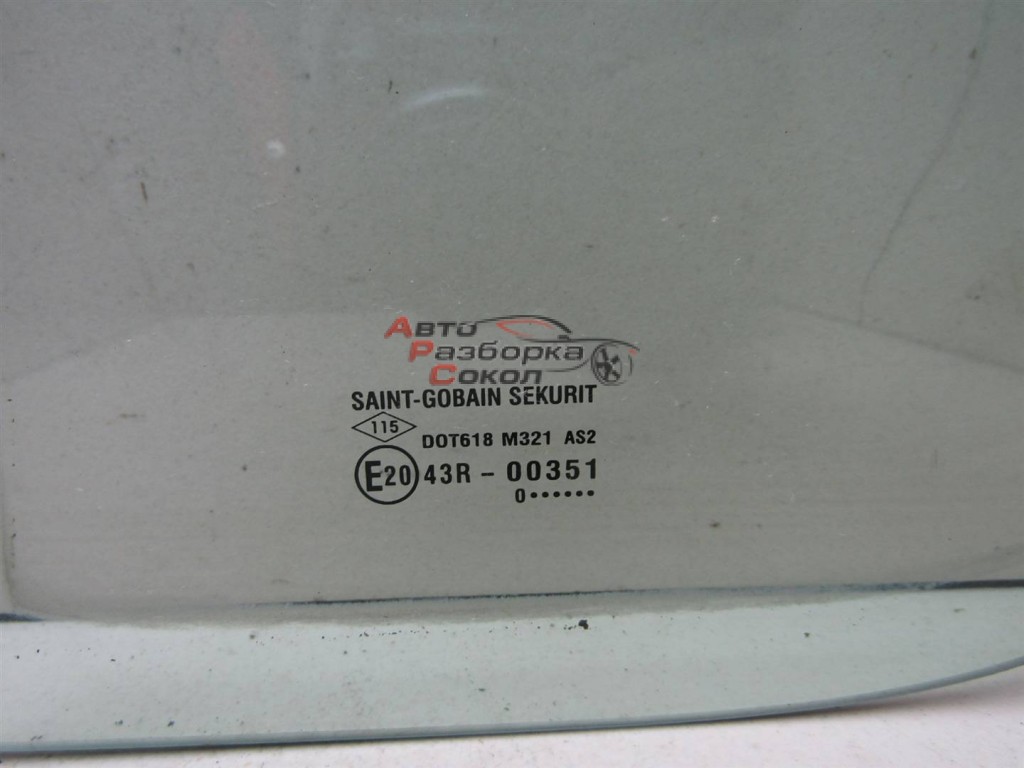 АВТО
РАЗБОРКА
СОКОЛ
SAINT-GOBAIN SEKURIT
115
DOT618 M321 AS2
E20 43R - 00351
0••••••